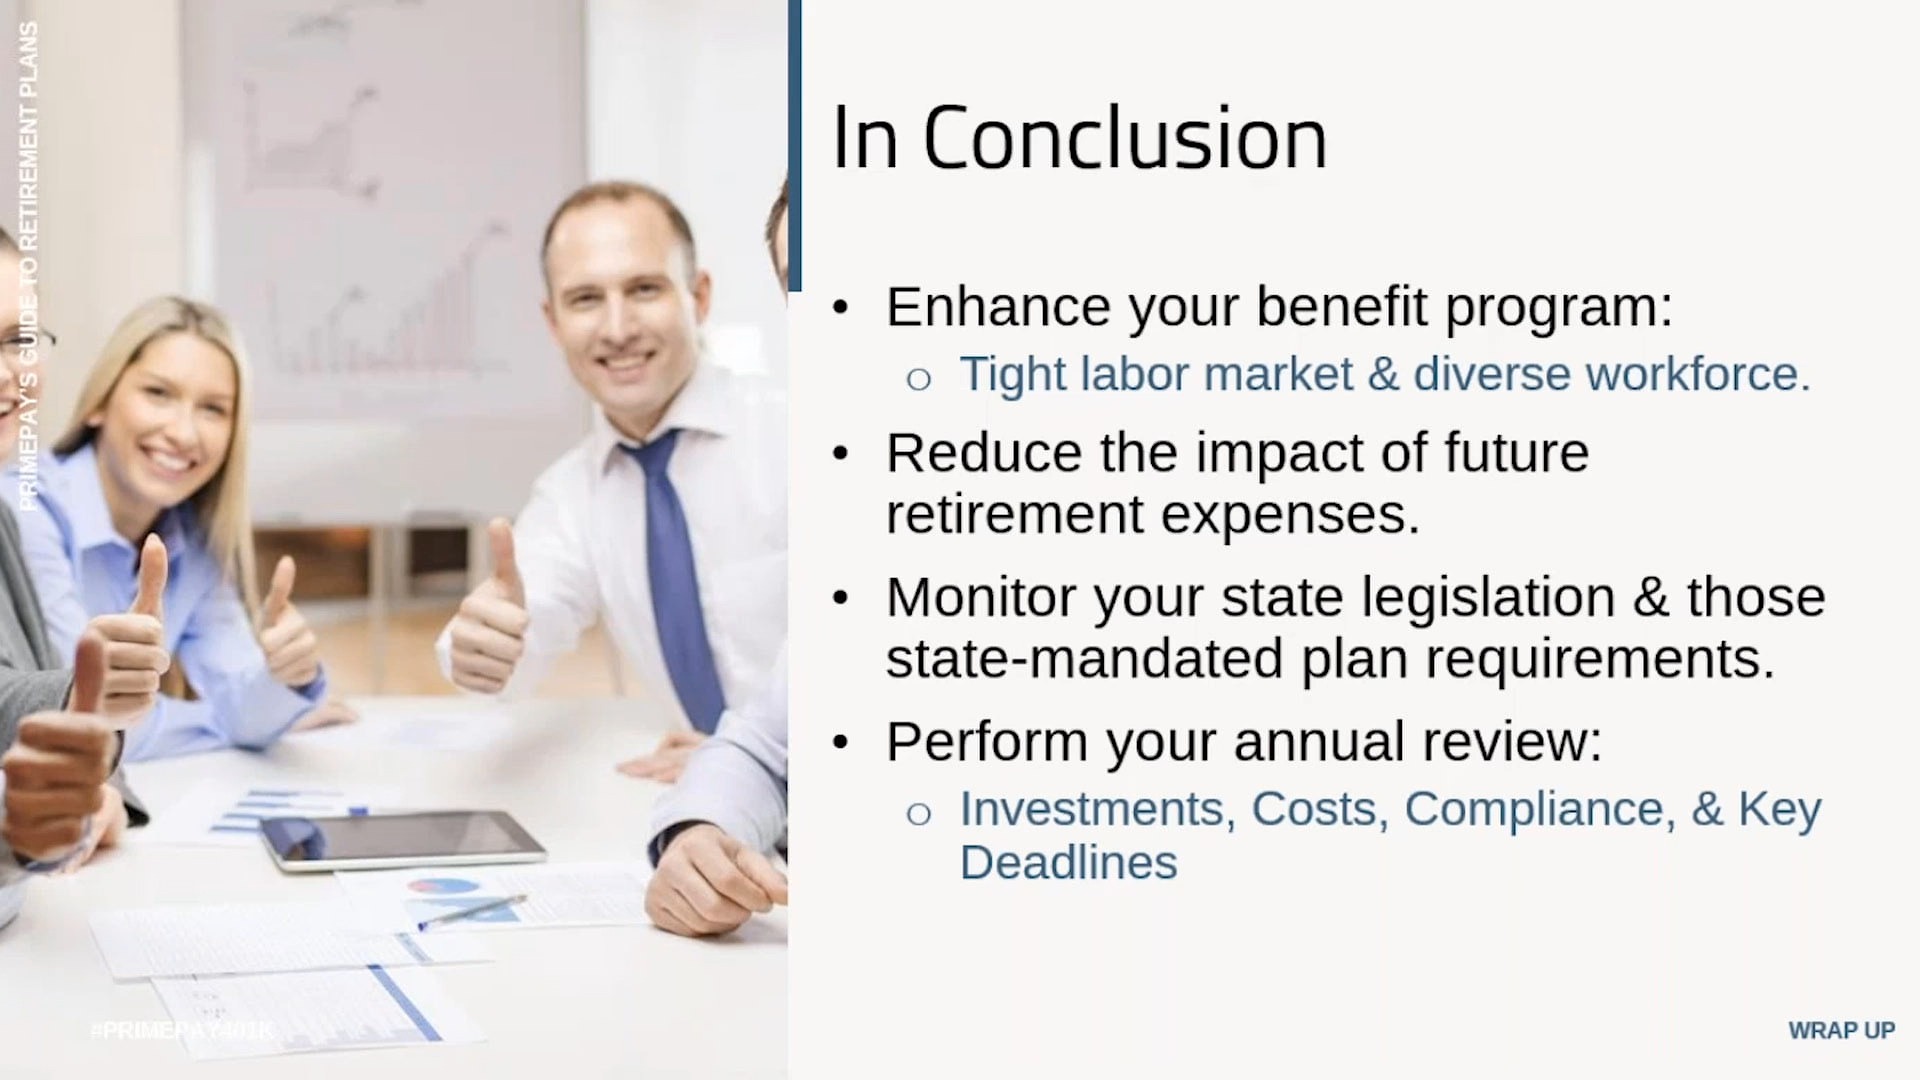 PRIMEPAY'S GUIDE TO RETIREMENT PLANS
In Conclusion
• Enhance your benefit program:
○ Tight labor market & diverse workforce.
• Reduce the impact of future
retirement expenses.
• Monitor your state legislation & those
state-mandated plan requirements.
• Perform your annual review:
○ Investments, Costs, Compliance, & Key
Deadlines
#PRIMEPAY401K
WRAP UP